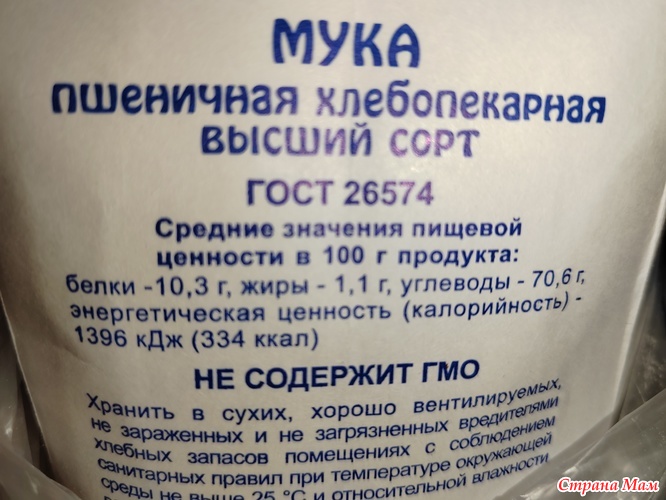 МУКА
ПШЕНИЧНАЯ ХЛЕБОПЕКАРНАЯ
ВЫСШИЙ СОРТ
ГОСТ 26574
Средние значения пищевой
ценности в 100 г продукта:
белки -10,3 г, жиры - 1,1 г, углеводы - 70,6 г,
энергетическая ценность (калорийность) -
1396 кДж (334 ккал)
НЕ СОДЕРЖИТ ГМО
Хранить в сухих, хорошо вентилируемых,
не зараженных и не загрязненных вредителями
хлебных запасов помещениях с соблюдением
санитарных правил при температуре окружающей
среды не выше 25 °С и относительной влажности
Страна Мам